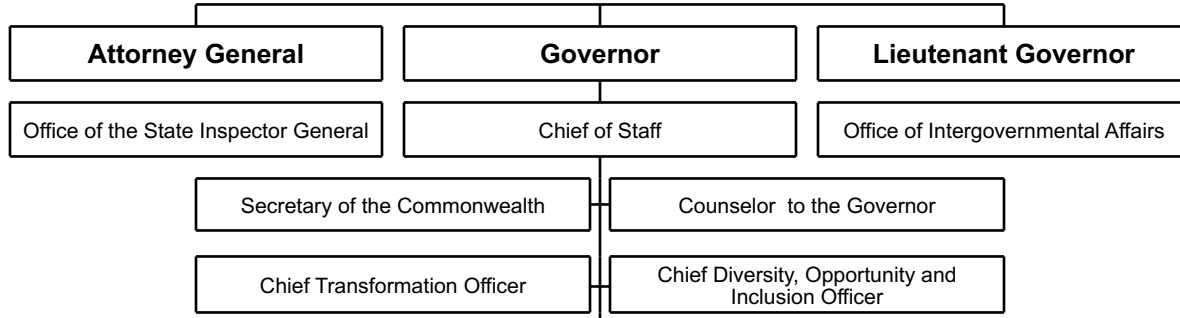 Attorney General
Governor
Lieutenant Governor
Office of the State Inspector General
Chief of Staff
Office of Intergovernmental Affairs
Secretary of the Commonwealth
Counselor  to the Governor
Chief Transformation Officer
Chief Diversity, Opportunity and
Inclusion Officer